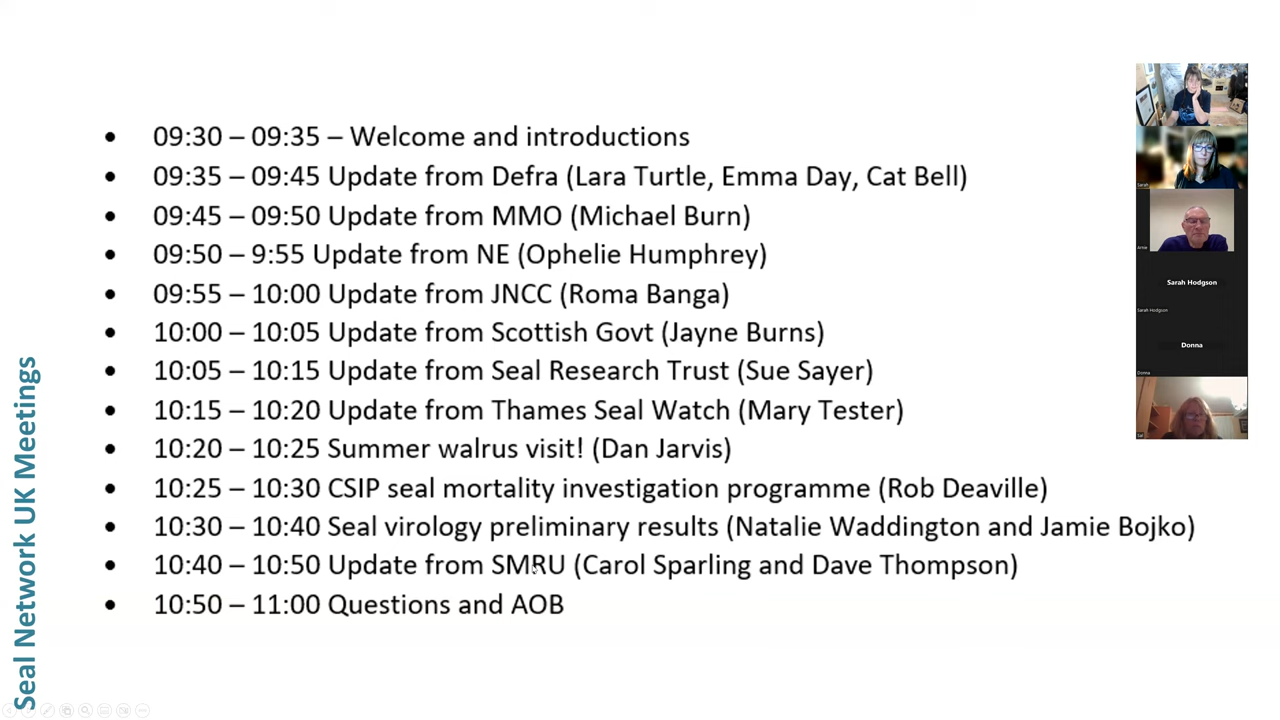 09:30 – 09:35 – Welcome and introductions
09:35 – 09:45 Update from Defra (Lara Turtle, Emma Day, Cat Bell)
09:45 – 09:50 Update from MMO (Michael Burn)
09:50 – 9:55 Update from NE (Ophelie Humphrey)
09:55 – 10:00 Update from JNCC (Roma Banga)
10:00 – 10:05 Update from Scottish Govt (Jayne Burns)
10:05 – 10:15 Update from Seal Research Trust (Sue Sayer)
10:15 – 10:20 Update from Thames Seal Watch (Mary Tester)
10:20 – 10:25 Summer walrus visit! (Dan Jarvis)
10:25 – 10:30 CSIP seal mortality investigation programme (Rob Deaville)
10:30 – 10:40 Seal virology preliminary results (Natalie Waddington and Jamie Bojko)
10:40 – 10:50 Update from SMRU (Carol Sparling and Dave Thompson)
10:50 – 11:00 Questions and AOB
Seal Network UK Meetings
Sarah
Sarah Hodgson
Sarah Hodgson
Donna
Donna